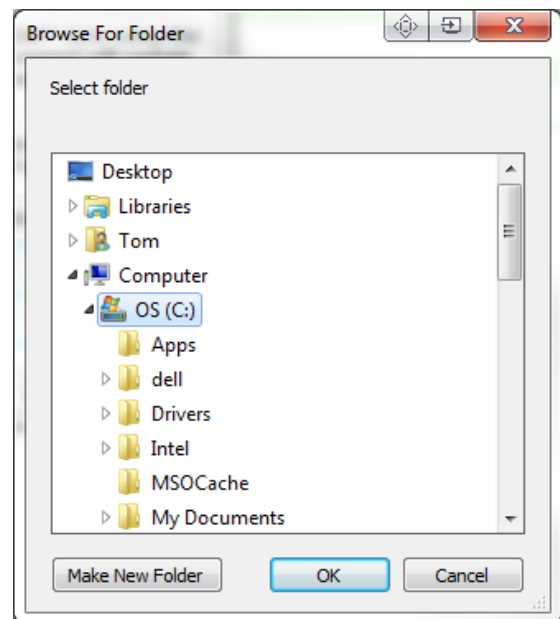 Browse For Folder
Select folder
Desktop
Libraries
Tom
Computer
OS (C:)
Apps
dell
Drivers
Intel
MSOCache
My Documents
Make New Folder OK Cancel